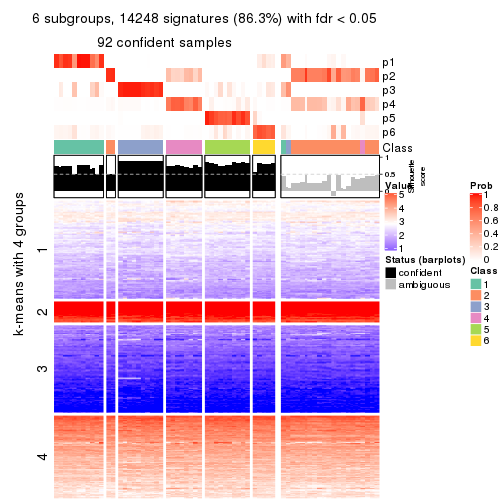 6 subgroups, 14248 signatures (86.3%) with fdr < 0.05
92 confident samples
p1
p2
p3
p4
p5
p6
Class
1
0.5
0
Silhouette
score
k-means with 4 groups
1
2
3
4
Value
5
4
3
2
1
Status (barplots)
confident
ambiguous
Prob
1
0.8
0.6
0.4
0.2
0
Class
1
2
3
4
5
6